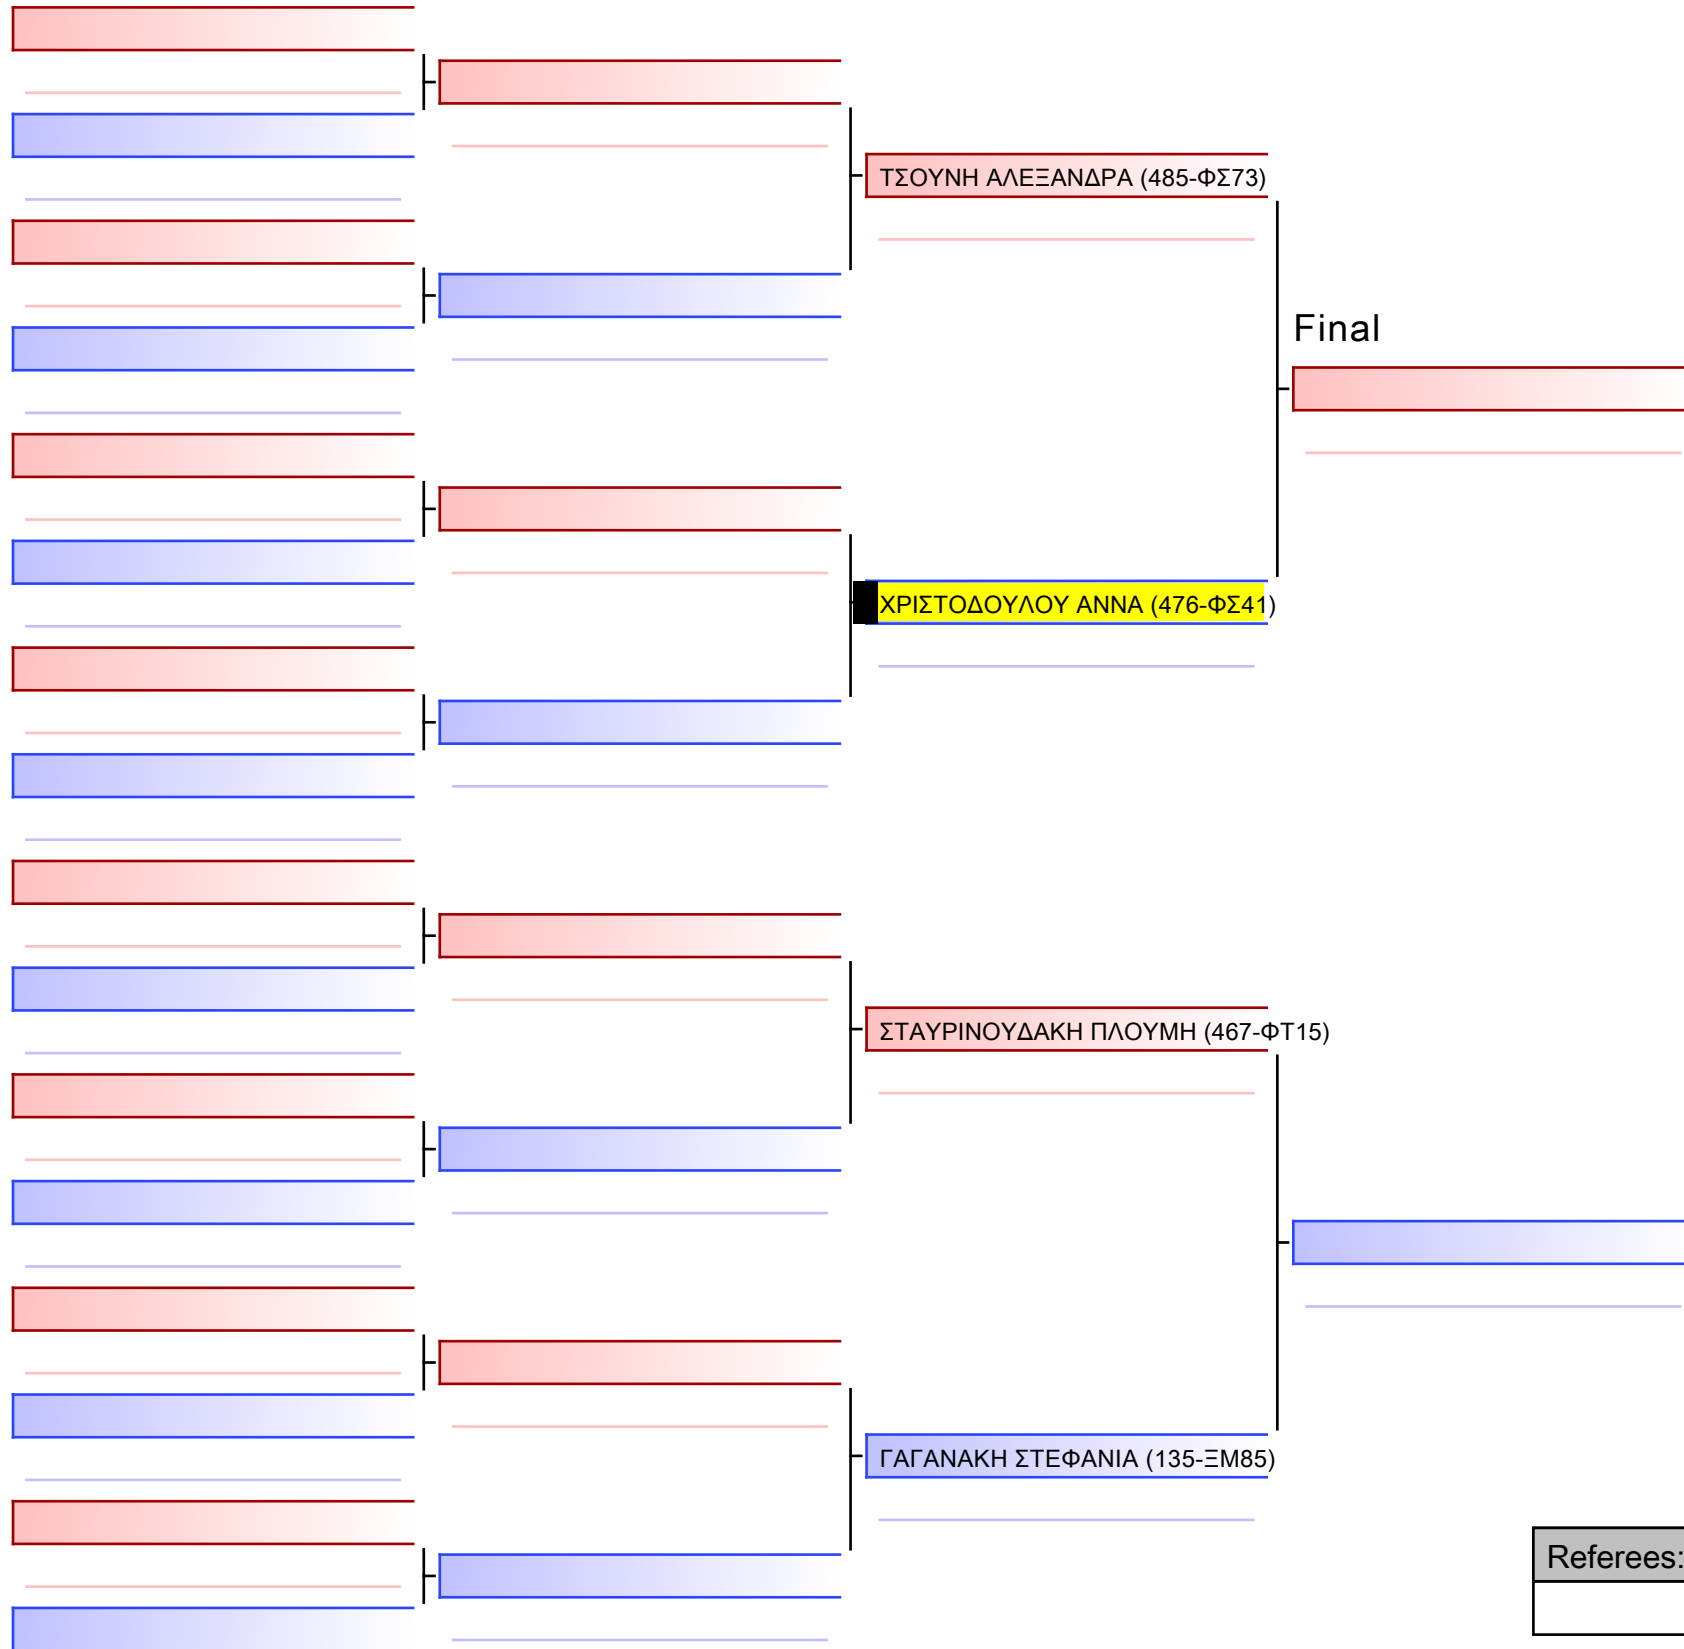 ΤΣΟΥΝΗ ΑΛΕΞΑΝΔΡΑ (485-ΦΣ73)
Final
ΧΡΙΣΤΟΔΟΥΛΟΥ ΑΝΝΑ (476-ΦΣ41)
ΣΤΑΥΡΙΝΟΥΔΑΚΗ ΠΛΟΥΜΗ (467-ΦΤ15)
ΓΑΓΑΝΑΚΗ ΣΤΕΦΑΝΙΑ (135-ΞΜ85)
Referees: